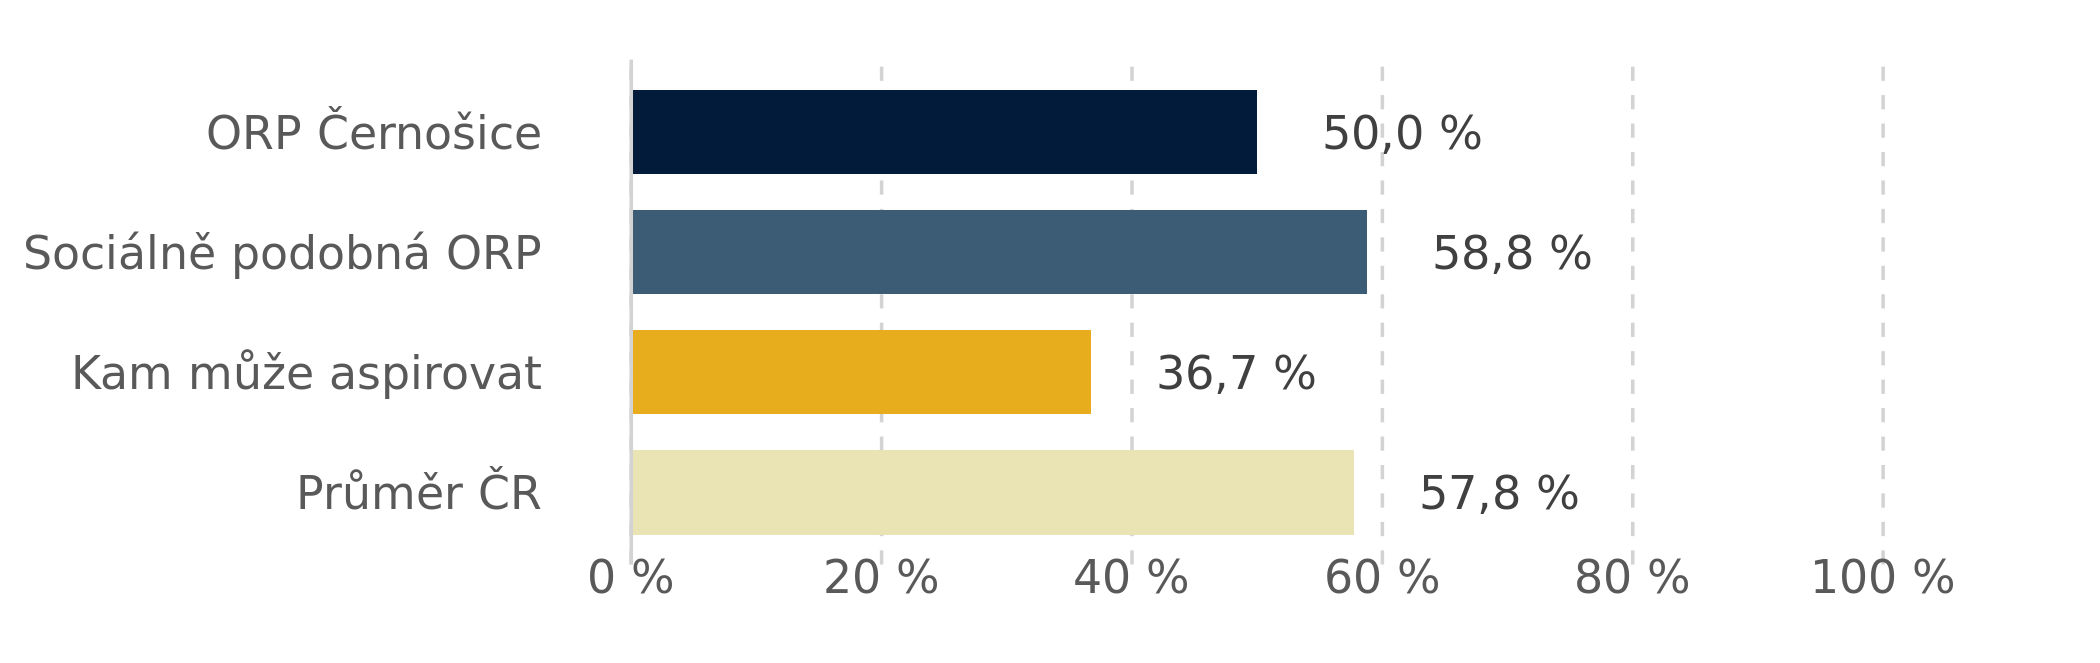 ORP Černošice 50,0 %
Sociálně podobná ORP 58,8 %
Kam může aspirovat 36,7 %
Průměr ČR 57,8 %
0 % 20 % 40 % 60 % 80 % 100 %